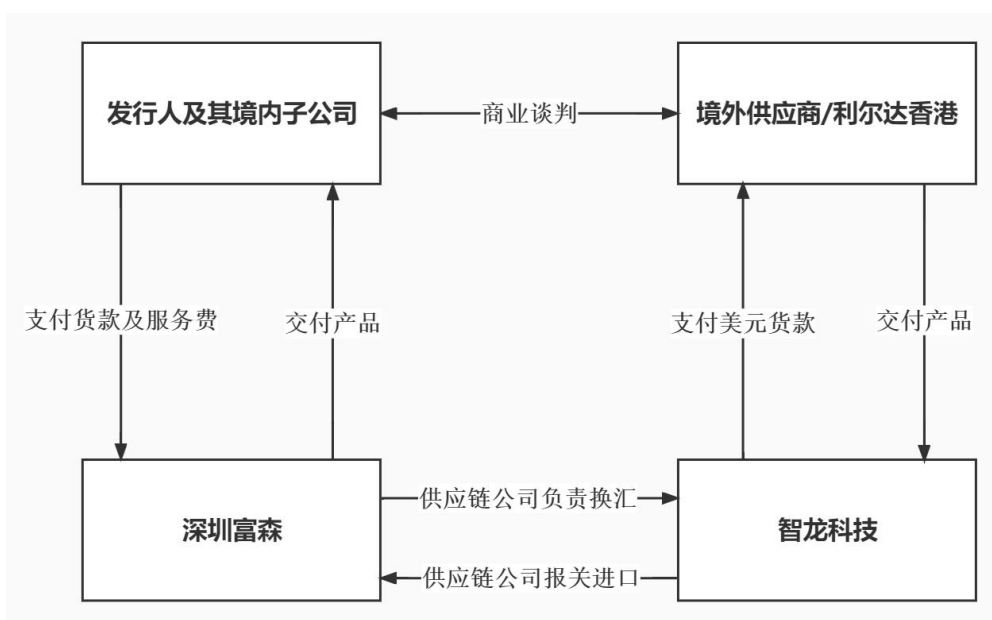 发行人及其境内子公司
商业谈判
境外供应商/利尔达香港
支付货款及服务费
交付产品
支付美元货款
交付产品
深圳富森
供应链公司负责换汇
供应链公司报关进口
智龙科技